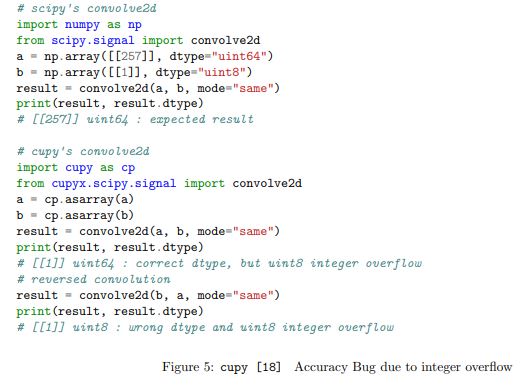 # scipy's convolve2d
import numpy as np
from scipy.signal import convolve2d
a = np.array([[257]], dtype="uint64")
b = np.array([[1]], dtype="uint8")
result = convolve2d(a, b, mode="same")
print(result, result.dtype)
# [[257]] uint64 : expected result

# cupy's convolve2d
import cupy as cp
from cupyx.scipy.signal import convolve2d
a = cp.asarray(a)
b = cp.asarray(b)
result = convolve2d(a, b, mode="same")
print(result, result.dtype)
# [[1]] uint64 : correct dtype, but uint8 integer overflow
# reversed convolution
result = convolve2d(b, a, mode="same")
print(result, result.dtype)
# [[1]] uint8 : wrong dtype and uint8 integer overflow

Figure 5: cupy [18] Accuracy Bug due to integer overflow